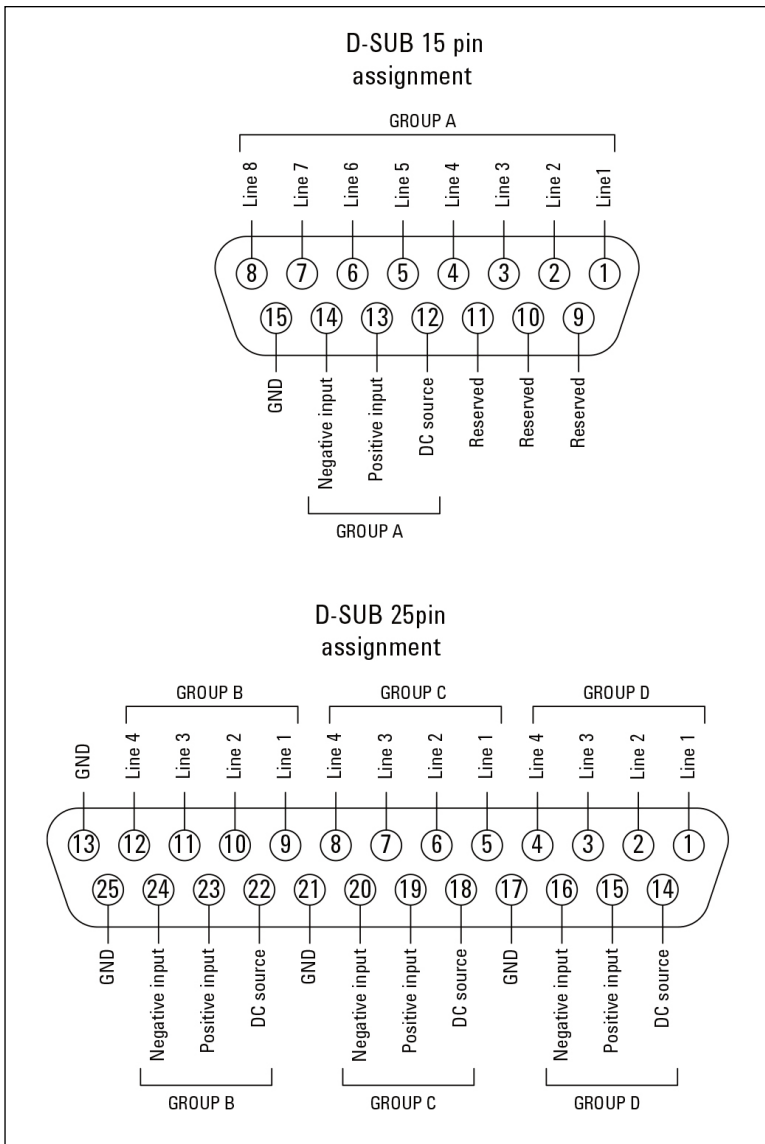 D-SUB 15 pin
assignment
GROUP A
Line 8
Line 7
Line 6
Line 5
Line 4
Line 3
Line 2
Line1
8
7
6
5
4
3
2
1
15
14
13
12
11
10
9
GND
Negative input
Positive input
DC source
Reserved
Reserved
Reserved
GROUP A
D-SUB 25pin
assignment
GROUP B
GROUP C
GROUP D
GND
Line 4
Line 3
Line 2
Line 1
Line 4
Line 3
Line 2
Line 1
Line 4
Line 3
Line 2
Line 1
13
12
11
10
9
8
7
6
5
4
3
2
1
25
24
23
22
21
20
19
18
17
16
15
14
GND
Negative input
Positive input
DC source
GND
Negative input
Positive input
DC source
GND
Negative input
Positive input
DC source
GROUP B
GROUP C
GROUP D